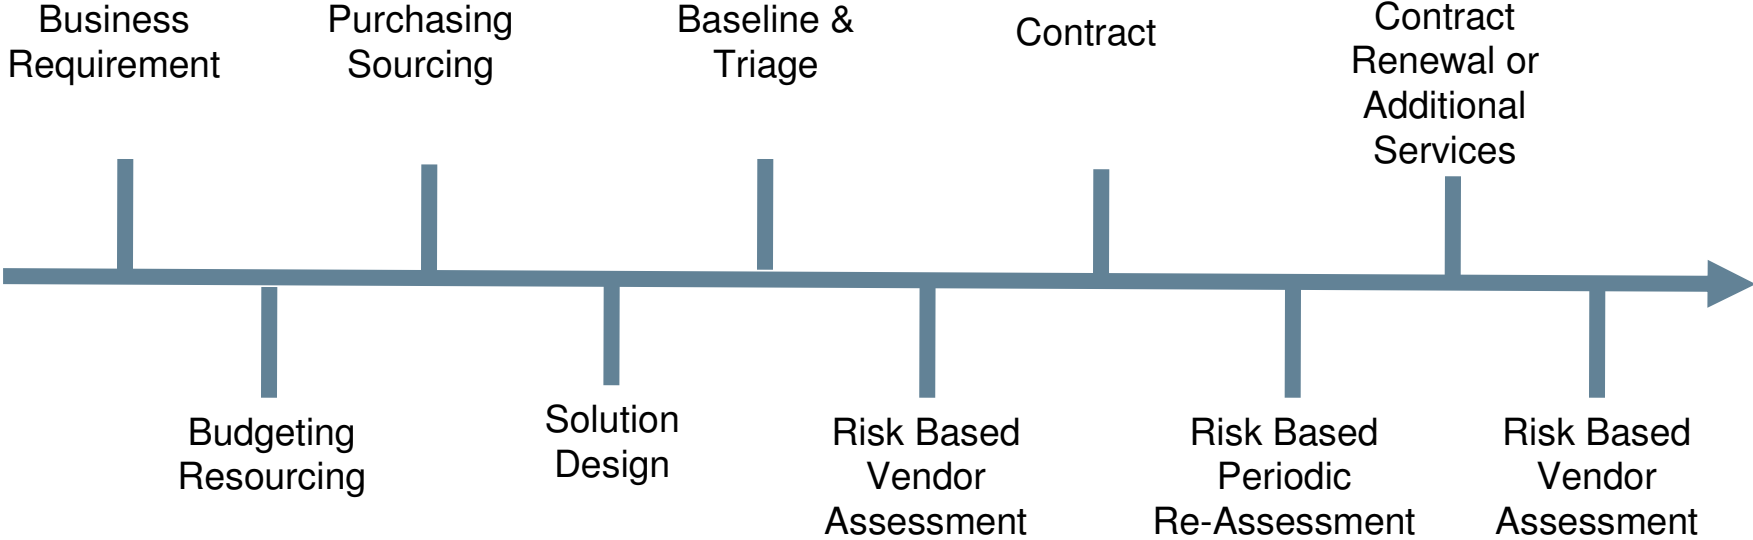 Business
Requirement
Purchasing
Sourcing
Baseline &
Triage
Contract
Contract
Renewal or
Additional
Services
Budgeting
Resourcing
Solution
Design
Risk Based
Vendor
Assessment
Risk Based
Periodic
Re-Assessment
Risk Based
Vendor
Assessment